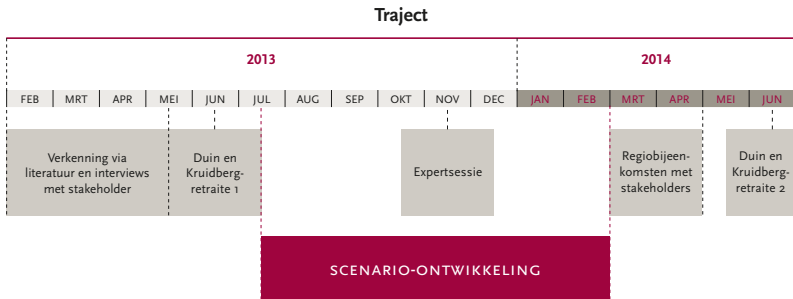 Traject
2013 2014
FEB MRT APR MEI JUN JUL AUG SEP OKT NOV DEC JAN FEB MRT APR MEI JUN
Verkenning via
literatuur en interviews
met stakeholder
Duin en
Kruidberg-
retraite 1
Expertsessie
Regiobijeen-
komsten met
stakeholders
Duin en
Kruidberg-
retraite 2
SCENARIO-ONTWIKKELING